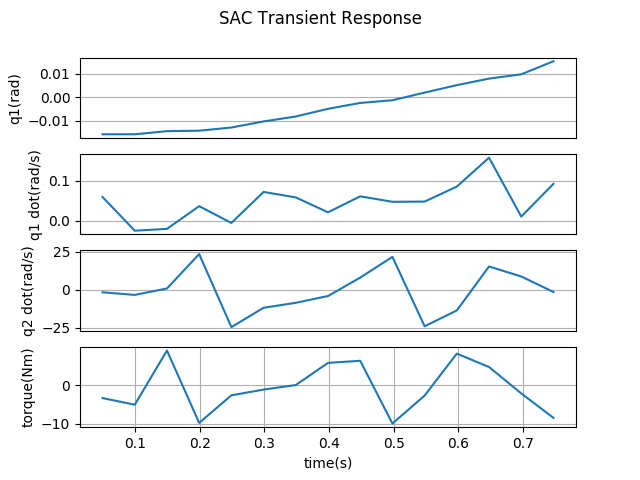 SAC Transient Response
q1(rad)
0.01
0.00
−0.01
q1 dot(rad/s)
0.1
0.0
q2 dot(rad/s)
25
0
−25
torque(Nm)
0
−10
0.1 0.2 0.3 0.4 0.5 0.6 0.7
time(s)